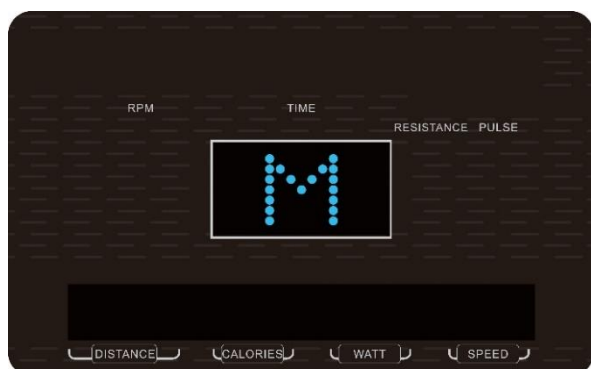 RPM TIME
RESISTANCE PULSE
M
DISTANCE CALORIES WATT SPEED